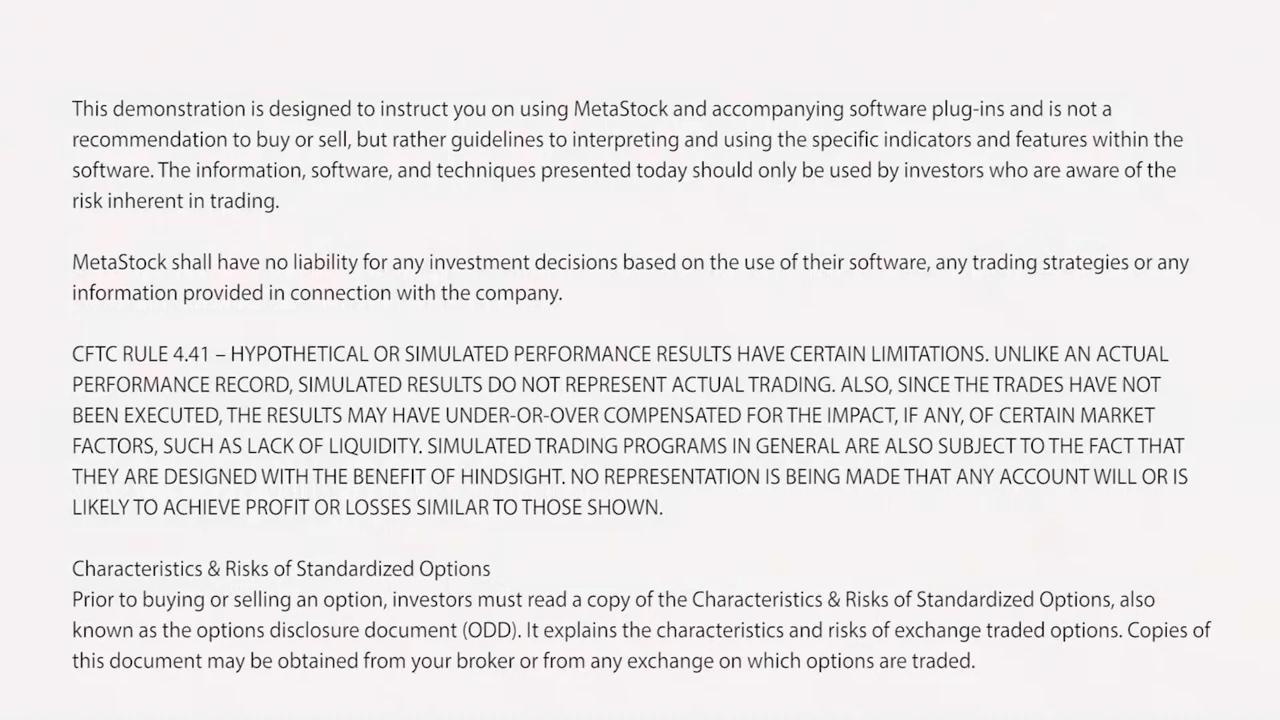 This demonstration is designed to instruct you on using MetaStock and accompanying software plug-ins and is not a
recommendation to buy or sell, but rather guidelines to interpreting and using the specific indicators and features within the
software. The information, software, and techniques presented today should only be used by investors who are aware of the
risk inherent in trading.
MetaStock shall have no liability for any investment decisions based on the use of their software, any trading strategies or any
information provided in connection with the company.
CFTC RULE 4.41 – HYPOTHETICAL OR SIMULATED PERFORMANCE RESULTS HAVE CERTAIN LIMITATIONS. UNLIKE AN ACTUAL
PERFORMANCE RECORD, SIMULATED RESULTS DO NOT REPRESENT ACTUAL TRADING. ALSO, SINCE THE TRADES HAVE NOT
BEEN EXECUTED, THE RESULTS MAY HAVE UNDER-OR-OVER COMPENSATED FOR THE IMPACT, IF ANY, OF CERTAIN MARKET
FACTORS, SUCH AS LACK OF LIQUIDITY. SIMULATED TRADING PROGRAMS IN GENERAL ARE ALSO SUBJECT TO THE FACT THAT
THEY ARE DESIGNED WITH THE BENEFIT OF HINDSIGHT. NO REPRESENTATION IS BEING MADE THAT ANY ACCOUNT WILL OR IS
LIKELY TO ACHIEVE PROFIT OR LOSSES SIMILAR TO THOSE SHOWN.
Characteristics & Risks of Standardized Options
Prior to buying or selling an option, investors must read a copy of the Characteristics & Risks of Standardized Options, also
known as the options disclosure document (ODD). It explains the characteristics and risks of exchange traded options. Copies of
this document may be obtained from your broker or from any exchange on which options are traded.